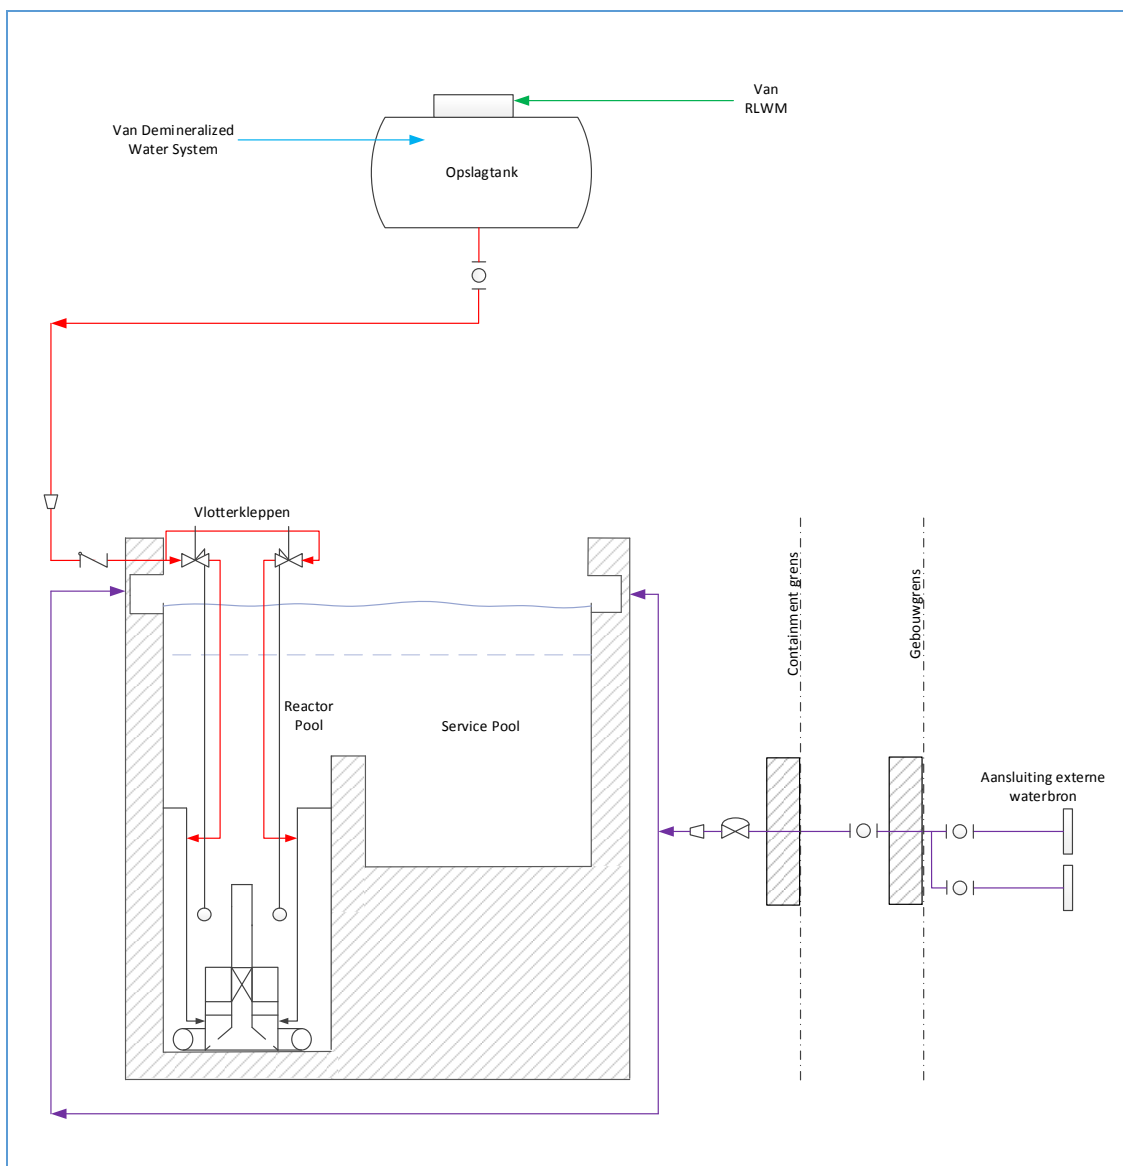 Van
RLWM
Van Demineralized
Water System
Opslagtank
Vlotterkleppen
Containment grens
Gebouwgrens
Reactor
Pool
Service Pool
Aansluiting externe
waterbron